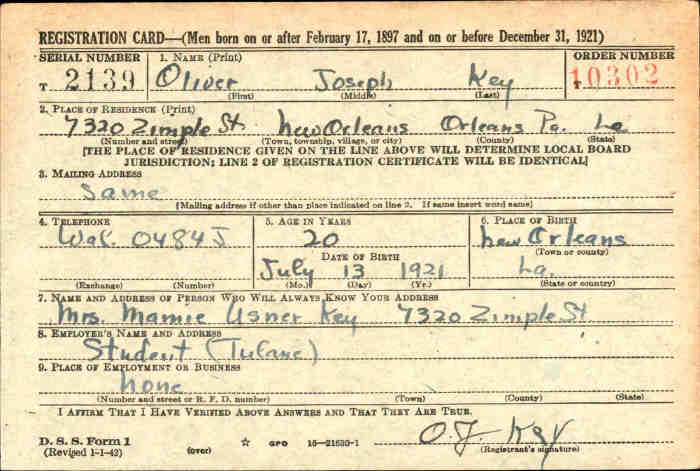 REGISTRATION CARD—(Men born on or after February 17, 1897 and on or before December 31, 1921)
SERIAL NUMBER 1. NAME (Print) ORDER NUMBER
T 2139 Oliver Joseph Key T 10302
(First) (Middle) (Last)
2. PLACE OF RESIDENCE (Print)
7320 Zimple St. New Orleans Orleans Pa. La
(Number and street) (Town, township, village, or city) (County) (State)
[THE PLACE OF RESIDENCE GIVEN ON THE LINE ABOVE WILL DETERMINE LOCAL BOARD
JURISDICTION; LINE 2 OF REGISTRATION CERTIFICATE WILL BE IDENTICAL]
3. MAILING ADDRESS
Same
[Mailing address if other than place indicated on line 2. If same insert word same]
4. TELEPHONE 5. AGE IN YEARS 6. PLACE OF BIRTH
Wal. 0484J 20 New Orleans
DATE OF BIRTH (Town or county)
July 13 1921 La.
(Exchange) (Number) (Mo.) (Day) (Yr.) (State or country)
7. NAME AND ADDRESS OF PERSON WHO WILL ALWAYS KNOW YOUR ADDRESS
Mrs. Mamie Usner Key 7320 Zimple St.
8. EMPLOYER'S NAME AND ADDRESS
Student (Tulane)
9. PLACE OF EMPLOYMENT OR BUSINESS
None
(Number and street or R. F. D. number) (Town) (County) (State)
I AFFIRM THAT I HAVE VERIFIED ABOVE ANSWERS AND THAT THEY ARE TRUE.
D. S. S. Form 1
(Revised 1-1-42) (over) ☆ GPO 16—21630-1 O. J. Key
(Registrant's signature)